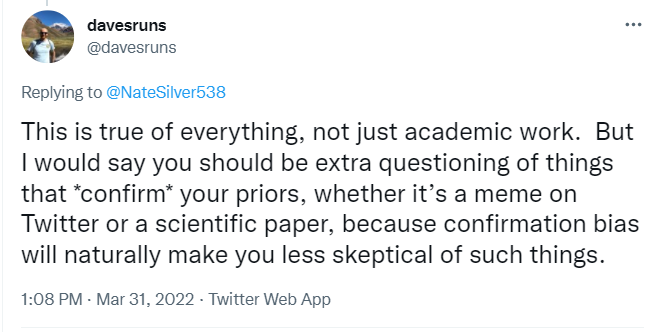 davesruns
@davesruns
Replying to @NateSilver538
This is true of everything, not just academic work.  But
I would say you should be extra questioning of things
that *confirm* your priors, whether it’s a meme on
Twitter or a scientific paper, because confirmation bias
will naturally make you less skeptical of such things.
1:08 PM · Mar 31, 2022 · Twitter Web App